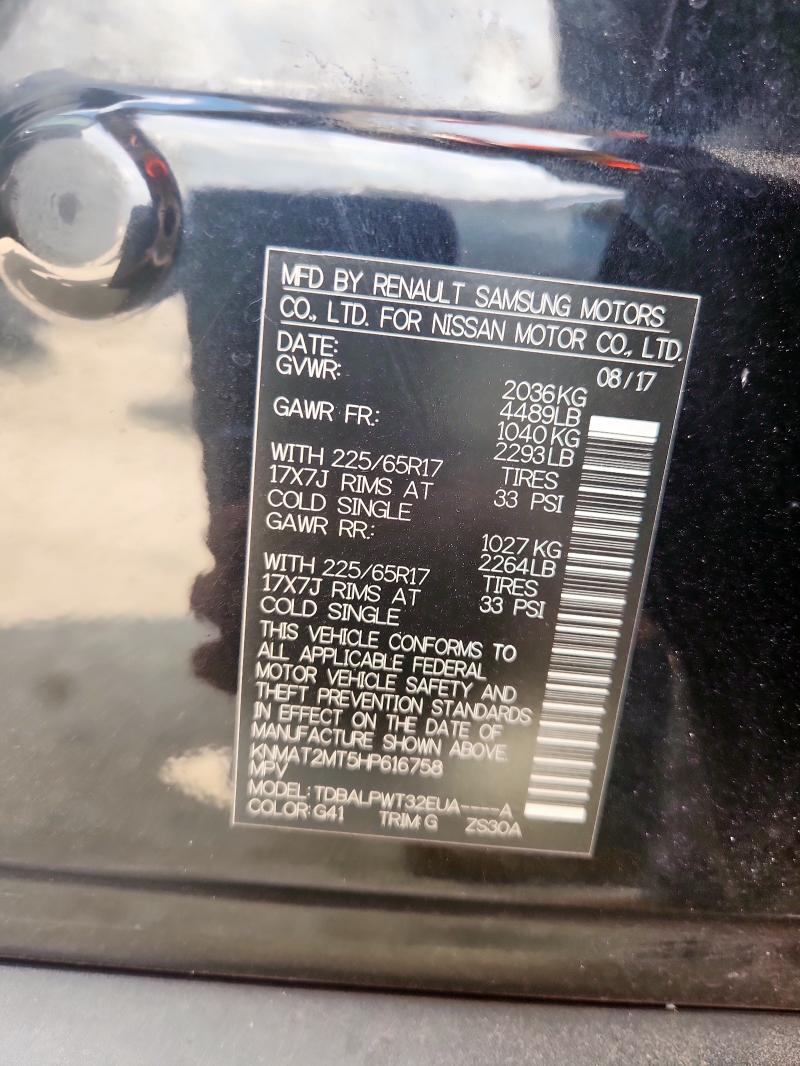 MFD BY RENAULT SAMSUNG MOTORS
CO., LTD. FOR NISSAN MOTOR CO., LTD.
DATE: 08/17
GVWR: 2036KG
4489LB
GAWR FR.: 1040KG
2293LB
WITH 225/65R17 TIRES
17X7J RIMS AT 33 PSI
COLD SINGLE
GAWR RR.: 1027 KG
2264LB
WITH 225/65R17 TIRES
17X7J RIMS AT 33 PSI
COLD SINGLE
THIS VEHICLE CONFORMS TO
ALL APPLICABLE FEDERAL
MOTOR VEHICLE SAFETY AND
THEFT PREVENTION STANDARDS
IN EFFECT ON THE DATE OF
MANUFACTURE SHOWN ABOVE.
KNMAT2MT5HP616758
MPV
MODEL: TDBALPWT32EUA-----A
COLOR: G41 TRIM: G ZS30A